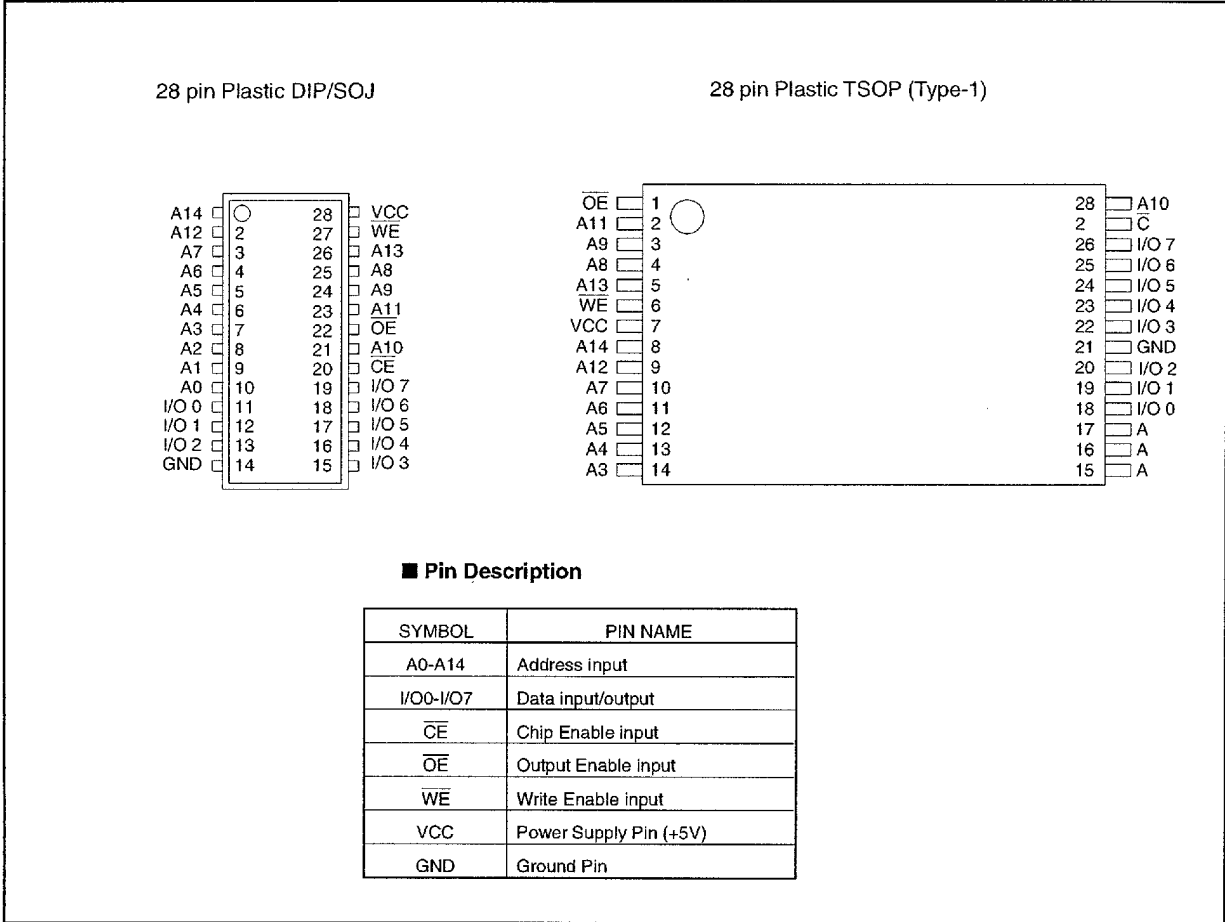 28 pin Plastic DIP/SOJ
A14 28 VCC
A12 2 27 WE
A7 3 26 A13
A6 4 25 A8
A5 5 24 A9
A4 6 23 A11
A3 7 22 OE
A2 8 21 A10
A1 9 20 CE
A0 10 19 I/O 7
I/O 0 11 18 I/O 6
I/O 1 12 17 I/O 5
I/O 2 13 16 I/O 4
GND 14 15 I/O 3
28 pin Plastic TSOP (Type-1)
OE 1 28 A10
A11 2 2 C
A9 3 26 I/O 7
A8 4 25 I/O 6
A13 5 24 I/O 5
WE 6 23 I/O 4
VCC 7 22 I/O 3
A14 8 21 GND
A12 9 20 I/O 2
A7 10 19 I/O 1
A6 11 18 I/O 0
A5 12 17 A
A4 13 16 A
A3 14 15 A
■ Pin Description
SYMBOL PIN NAME
A0-A14 Address input
I/O0-I/O7 Data input/output
CE Chip Enable input
OE Output Enable input
WE Write Enable input
VCC Power Supply Pin (+5V)
GND Ground Pin